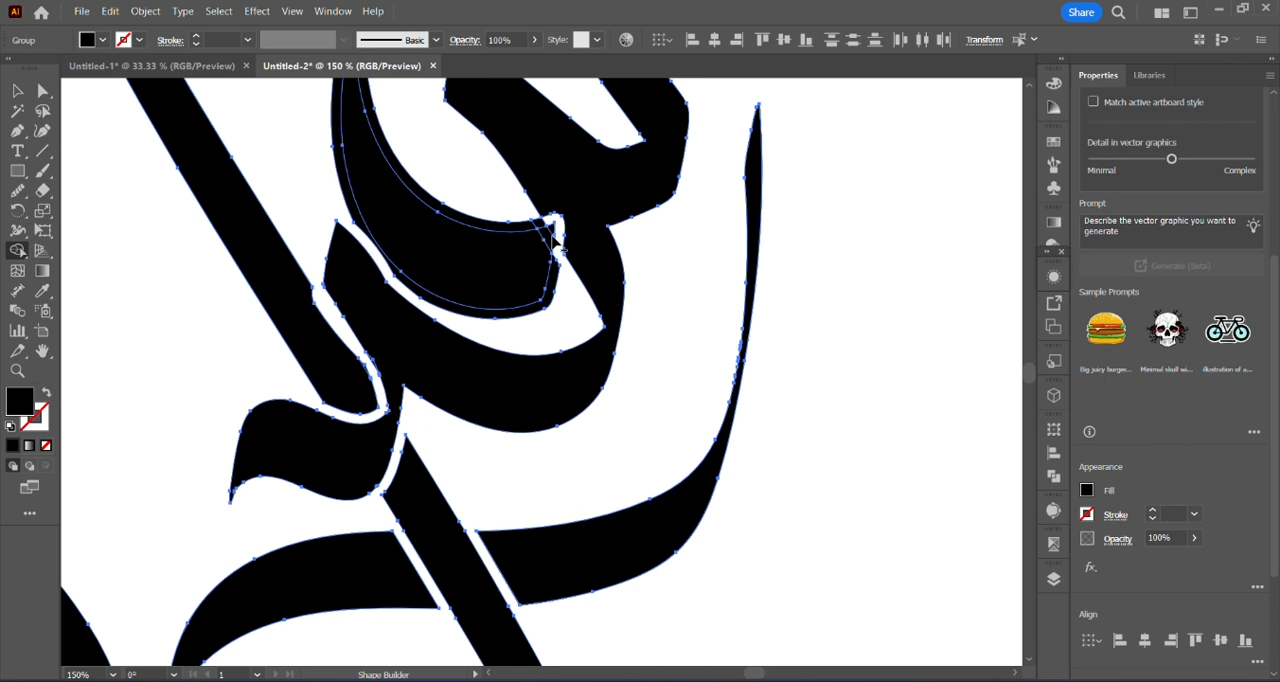 Ai File Edit Object Type Select Effect View Window Help Share
Group Stroke: Basic Opacity: 100% Style: Transform
Untitled-1* @ 33.33 % (RGB/Preview) × Untitled-2* @ 150 % (RGB/Preview) ×
Properties Libraries
Match active artboard style
Detail in vector graphics
Minimal Complex
Prompt
Describe the vector graphic you want to
generate
Generate (Beta)
Sample Prompts
Big juicy burger... Minimal skull wi... illustration of a...
Appearance
Fill
Stroke
Opacity 100%
fx.
Align
150% 0° 1 Shape Builder